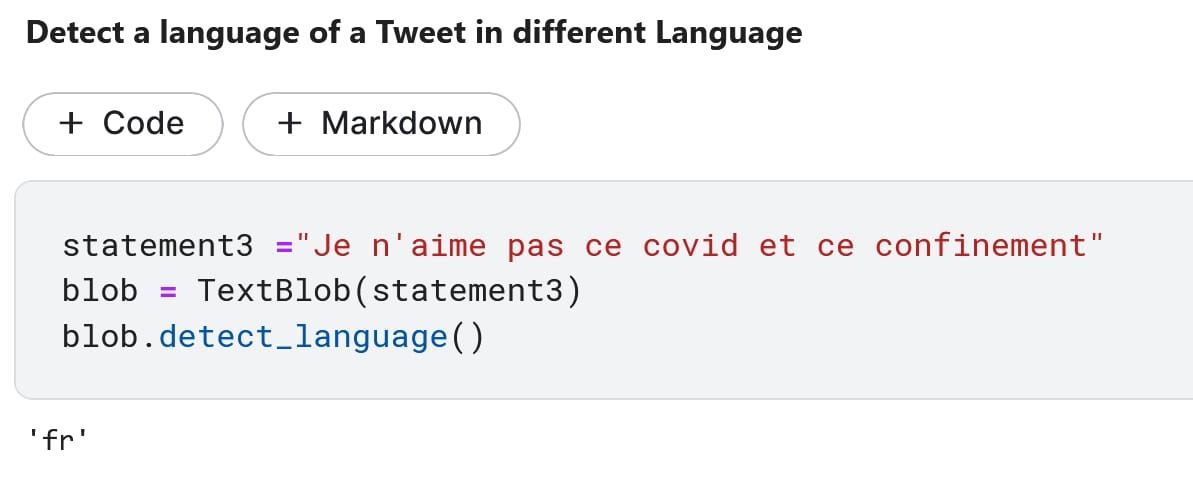 Detect a language of a Tweet in different Language
+ Code + Markdown
statement3 ="Je n'aime pas ce covid et ce confinement"
blob = TextBlob(statement3)
blob.detect_language()
'fr'